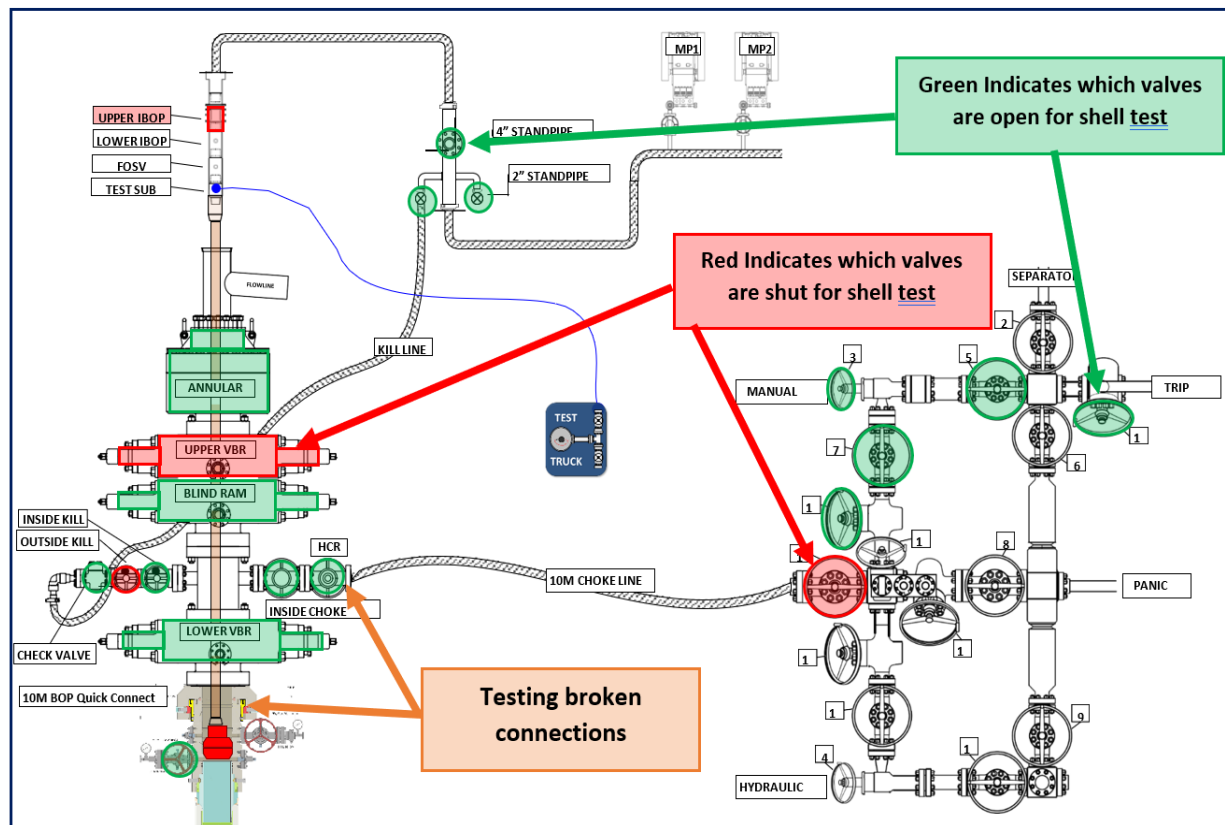 MP1
MP2
Green Indicates which valves
are open for shell test
UPPER IBOP
LOWER IBOP
FOSV
TEST SUB
4” STANDPIPE
2” STANDPIPE
Red Indicates which valves
are shut for shell test
FLOWLINE
SEPARATO
2
3
5
MANUAL
TRIP
1
KILL LINE
ANNULAR
TEST
TRUCK
UPPER VBR
7
6
BLIND RAM
1
INSIDE KILL
OUTSIDE KILL
HCR
1
8
10M CHOKE LINE
PANIC
INSIDE CHOKE
LOWER VBR
CHECK VALVE
1
1
10M BOP Quick Connect
Testing broken
connections
1
9
1
4
HYDRAULIC